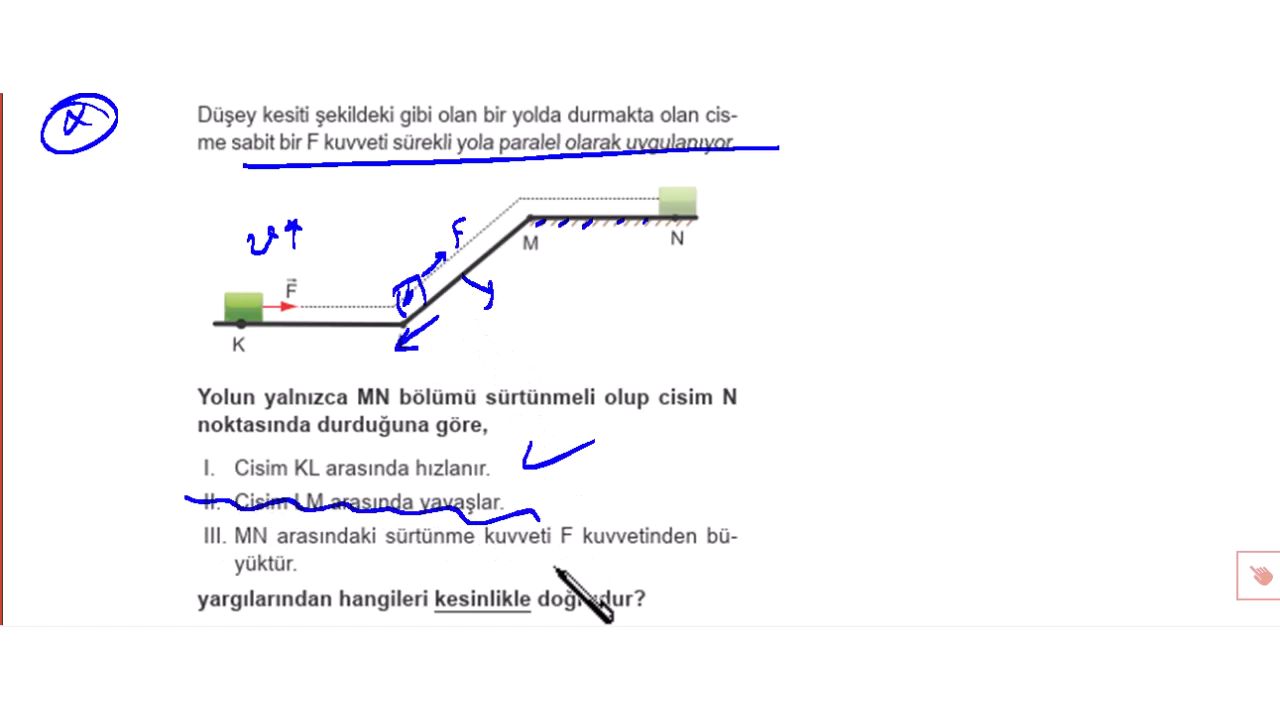 α
Düşey kesiti şekildeki gibi olan bir yolda durmakta olan cis-
me sabit bir F kuvveti sürekli yola paralel olarak uygulanıyor.
F
M
N
F
K
Yolun yalnızca MN bölümü sürtünmeli olup cisim N
noktasında durduğuna göre,
I. Cisim KL arasında hızlanır.
II. Cisim LM arasında yavaşlar.
III. MN arasındaki sürtünme kuvveti F kuvvetinden bü-
yüktür.
yargılarından hangileri kesinlikle doğrudur?